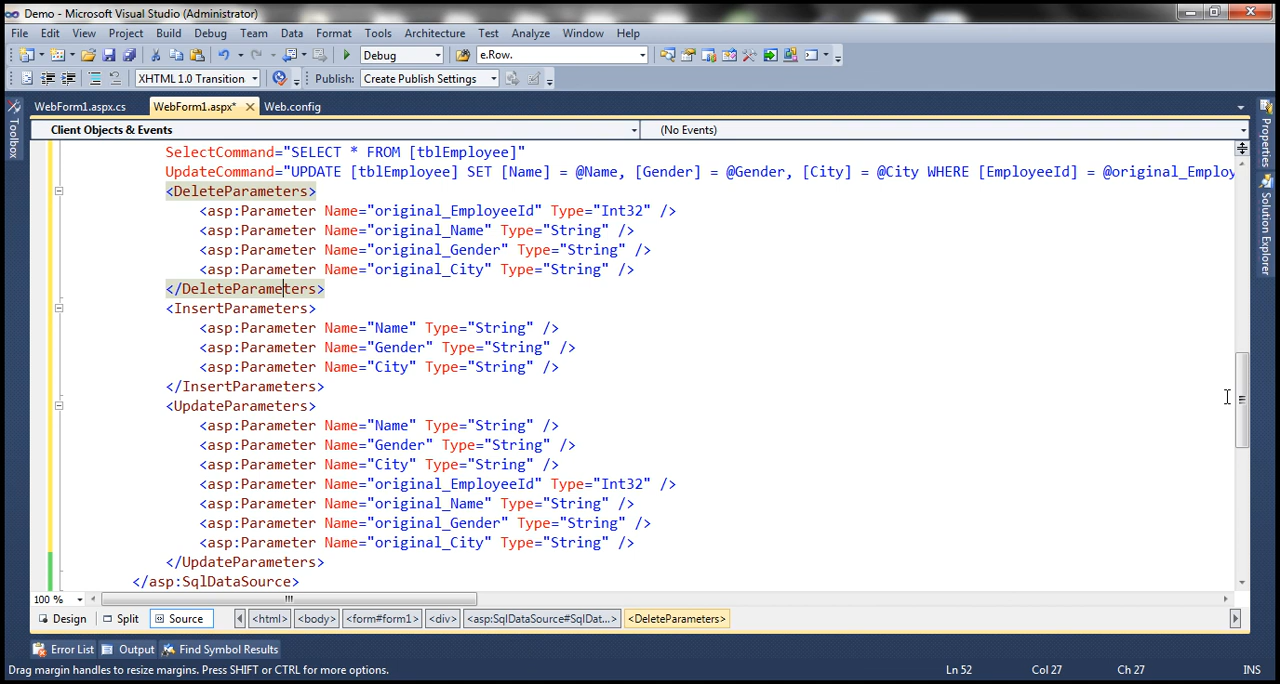 Demo - Microsoft Visual Studio (Administrator)
File Edit View Project Build Debug Team Data Format Tools Architecture Test Analyze Window Help
Debug e.Row.
XHTML 1.0 Transition Publish: Create Publish Settings
WebForm1.aspx.cs WebForm1.aspx* Web.config
Client Objects & Events (No Events)
Toolbox
Properties
Solution Explorer
SelectCommand="SELECT * FROM [tblEmployee]"
UpdateCommand="UPDATE [tblEmployee] SET [Name] = @Name, [Gender] = @Gender, [City] = @City WHERE [EmployeeId] = @original_Employ
<DeleteParameters>
<asp:Parameter Name="original_EmployeeId" Type="Int32" />
<asp:Parameter Name="original_Name" Type="String" />
<asp:Parameter Name="original_Gender" Type="String" />
<asp:Parameter Name="original_City" Type="String" />
</DeleteParameters>
<InsertParameters>
<asp:Parameter Name="Name" Type="String" />
<asp:Parameter Name="Gender" Type="String" />
<asp:Parameter Name="City" Type="String" />
</InsertParameters>
<UpdateParameters>
<asp:Parameter Name="Name" Type="String" />
<asp:Parameter Name="Gender" Type="String" />
<asp:Parameter Name="City" Type="String" />
<asp:Parameter Name="original_EmployeeId" Type="Int32" />
<asp:Parameter Name="original_Name" Type="String" />
<asp:Parameter Name="original_Gender" Type="String" />
<asp:Parameter Name="original_City" Type="String" />
</UpdateParameters>
</asp:SqlDataSource>
100 %
Design Split Source <html> <body> <form#form1> <div> <asp:SqlDataSource#SqlDat...> <DeleteParameters>
Error List Output Find Symbol Results
Drag margin handles to resize margins. Press SHIFT or CTRL for more options. Ln 52 Col 27 Ch 27 INS